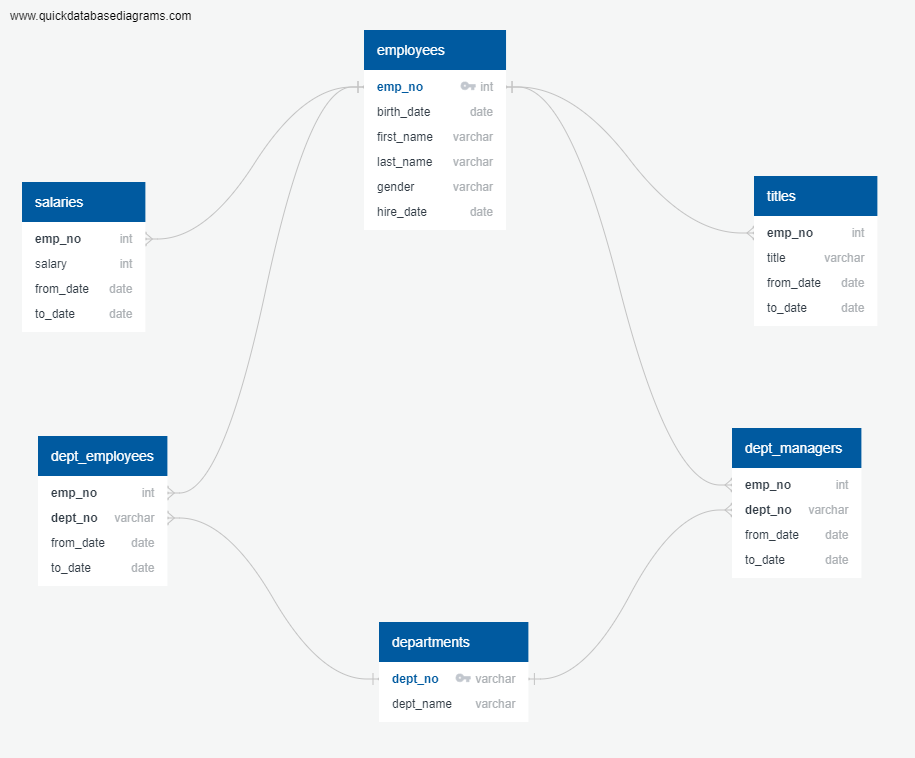 www.quickdatabasediagrams.com
employees
emp_no int
birth_date date
first_name varchar
last_name varchar
gender varchar
hire_date date
salaries
emp_no int
salary int
from_date date
to_date date
titles
emp_no int
title varchar
from_date date
to_date date
dept_employees
emp_no int
dept_no varchar
from_date date
to_date date
dept_managers
emp_no int
dept_no varchar
from_date date
to_date date
departments
dept_no varchar
dept_name varchar